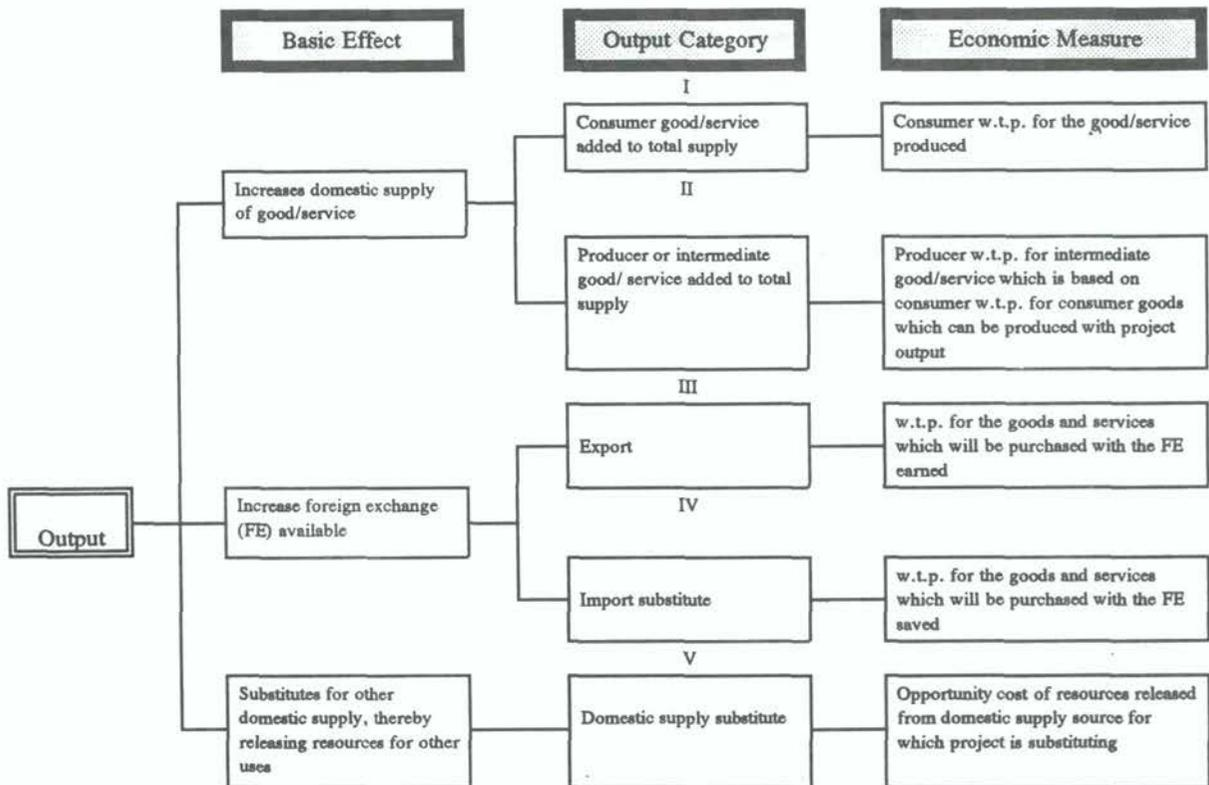 Basic Effect
Output Category
Economic Measure
I
Consumer good/service
added to total supply
Consumer w.t.p. for the good/service
produced
II
Increases domestic supply
of good/service
Producer or intermediate
good/ service added to total
supply
Producer w.t.p. for intermediate
good/service which is based on
consumer w.t.p. for consumer goods
which can be produced with project
output
III
Export
w.t.p. for the goods and services
which will be purchased with the FE
earned
Output
Increase foreign exchange
(FE) available
IV
Import substitute
w.t.p. for the goods and services
which will be purchased with the FE
saved
V
Substitutes for other
domestic supply, thereby
releasing resources for other
uses
Domestic supply substitute
Opportunity cost of resources released
from domestic supply source for
which project is substituting